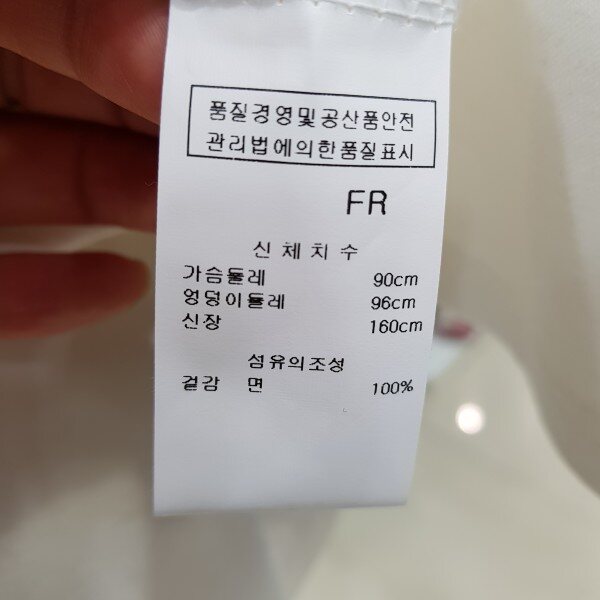 품질경영및공산품안전
관리법에의한품질표시
FR
신체치수
가슴둘레 90cm
엉덩이둘레 96cm
신장 160cm
섬유의조성
겉감 면 100%